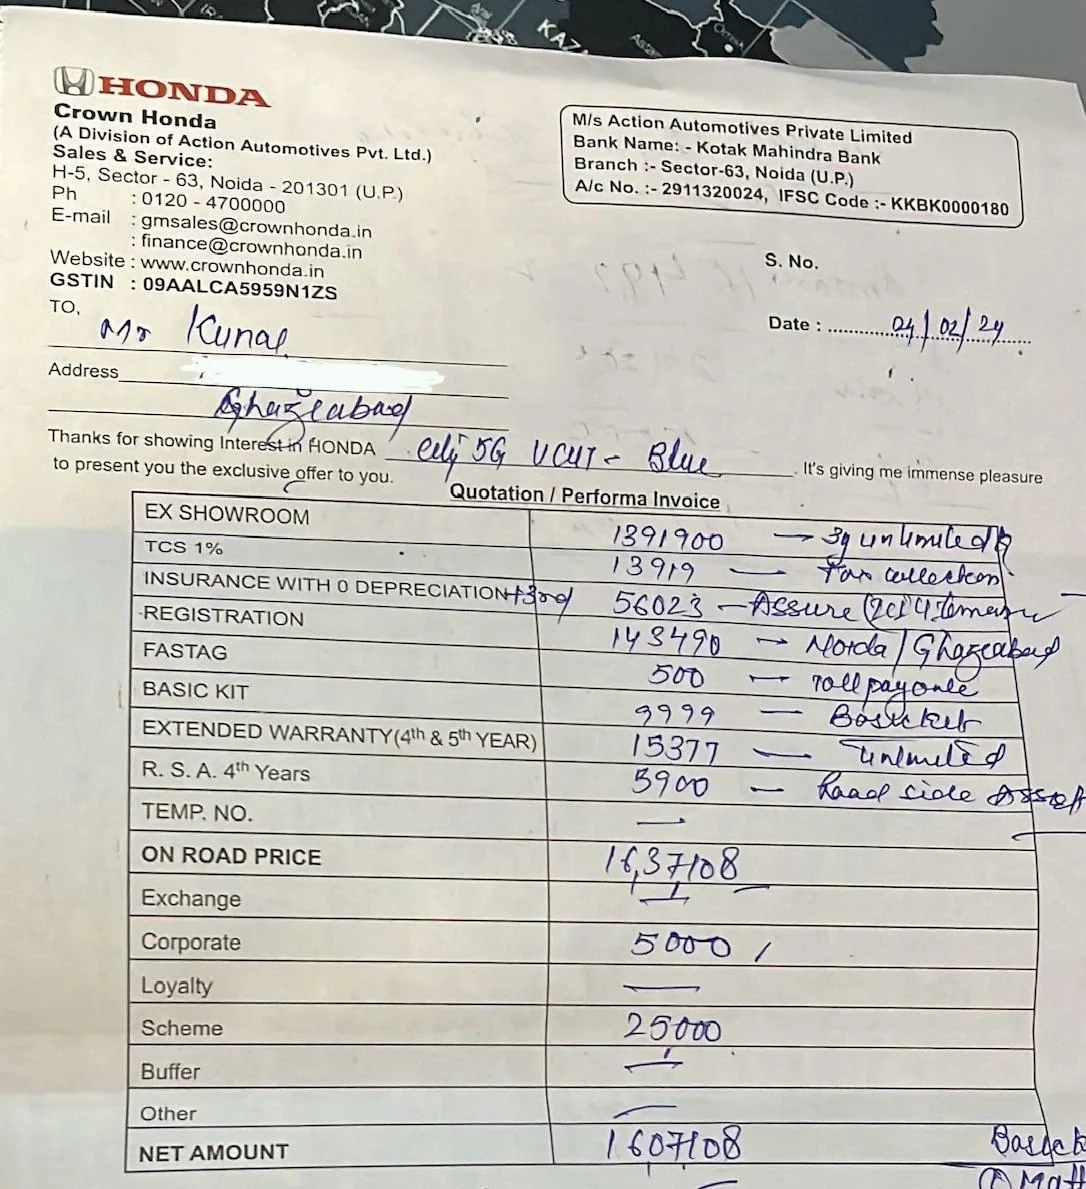 KAZ
HONDA
Crown Honda
(A Division of Action Automotives Pvt. Ltd.)
Sales & Service:
H-5, Sector - 63, Noida - 201301 (U.P.)
Ph : 0120 - 4700000
E-mail : gmsales@crownhonda.in
: finance@crownhonda.in
Website : www.crownhonda.in
GSTIN : 09AALCA5959N1ZS
M/s Action Automotives Private Limited
Bank Name: - Kotak Mahindra Bank
Branch :- Sector-63, Noida (U.P.)
A/c No. :- 2911320024, IFSC Code :- KKBK0000180
S. No.
Date : 24/02/24
TO,
Mr Kunal
Address
Ghaziabad
Thanks for showing Interest in HONDA City 5G VCVT - Blue. It's giving me immense pleasure
to present you the exclusive offer to you.
Quotation / Performa Invoice
EX SHOWROOM 1391900 → 3y unlimited
TCS 1% 13919 — Tax collection
INSURANCE WITH 0 DEPRECIATION +3rd 56023 — Assure
REGISTRATION 143490 → Noida / Ghaziabad
FASTAG 500 — Toll
BASIC KIT 9999 — Basic kit
EXTENDED WARRANTY(4th & 5th YEAR) 15377 — unlimited
R. S. A. 4th Years 5900 — Road side
TEMP. NO. —
ON ROAD PRICE 16,37108
Exchange —
Corporate 5000 /
Loyalty —
Scheme 25000
Buffer —
Other —
NET AMOUNT 1607108